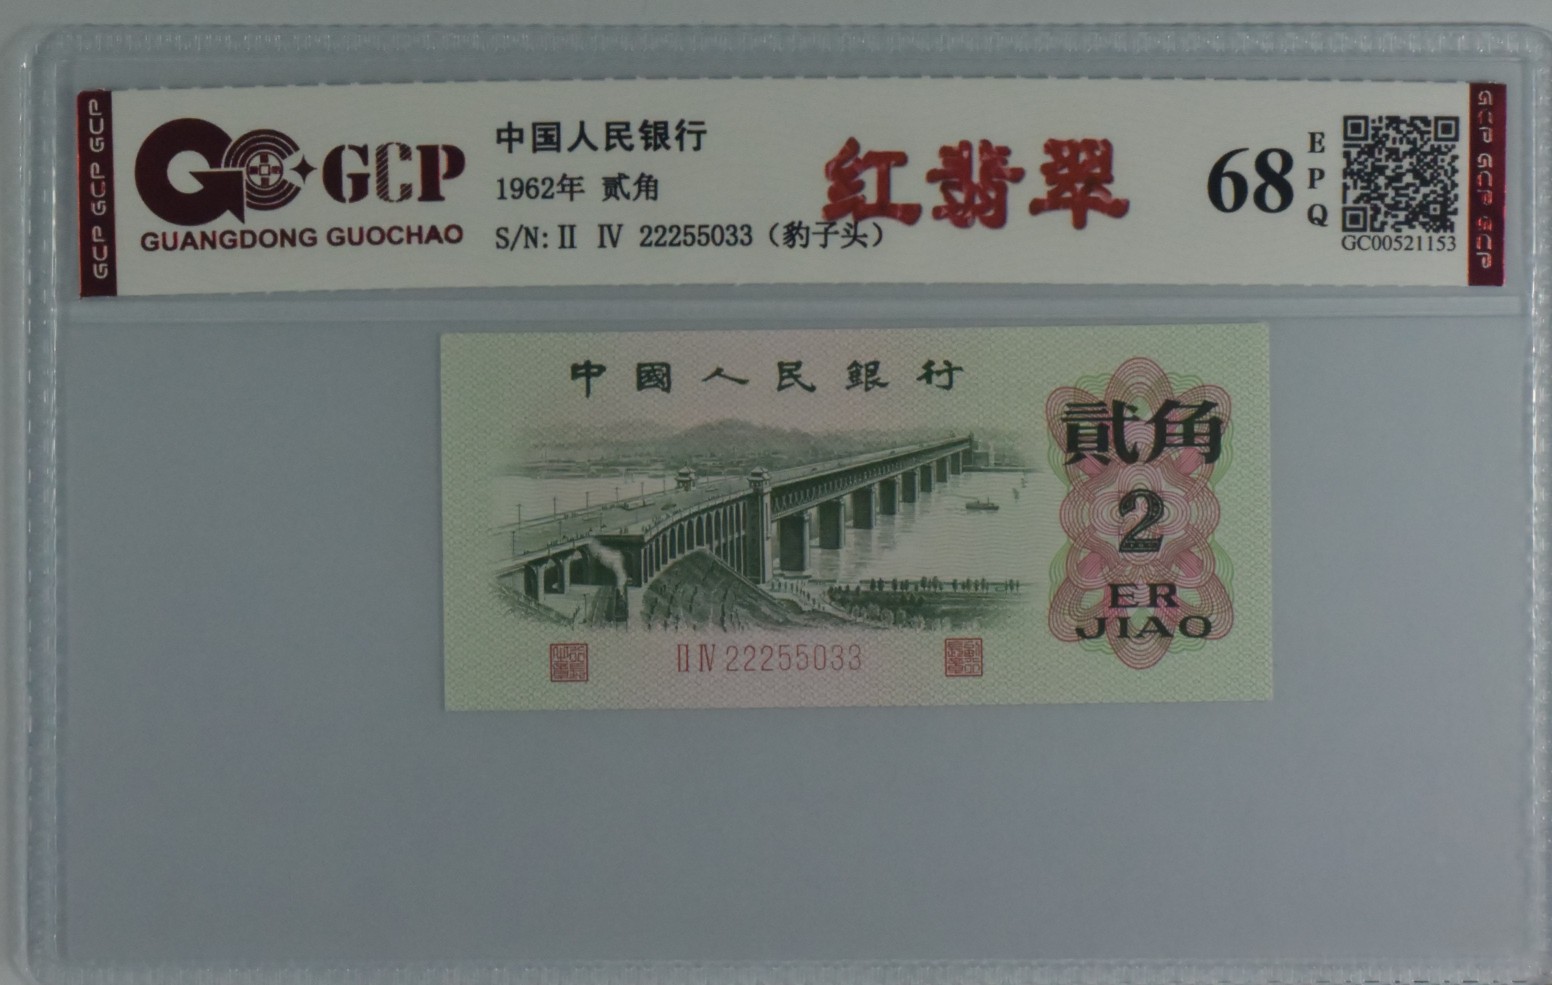 GCP GCP GCP
GCP
GUANGDONG GUOCHAO
中国人民银行
1962年 贰角
S/N: II IV 22255033（豹子头）
红翡翠
68
E
P
Q
GC00521153
GCP GCP GCP
中國人民銀行
貳角
2
ER
JIAO
II IV 22255033